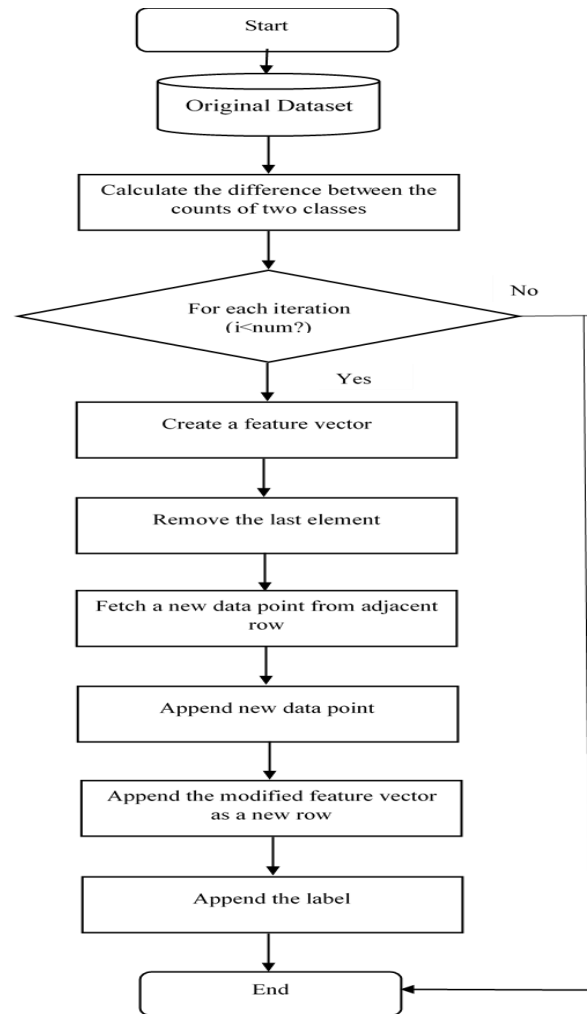 Start
Original Dataset
Calculate the difference between the
counts of two classes
No
For each iteration
(i<num?)
Yes
Create a feature vector
Remove the last element
Fetch a new data point from adjacent
row
Append new data point
Append the modified feature vector
as a new row
Append the label
End